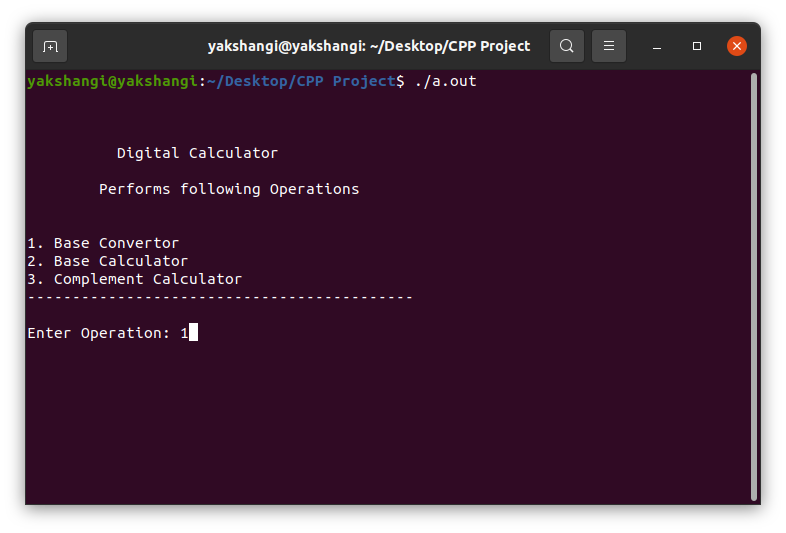 yakshangi@yakshangi: ~/Desktop/CPP Project
yakshangi@yakshangi:~/Desktop/CPP Project$ ./a.out
Digital Calculator
Performs following Operations
1. Base Convertor
2. Base Calculator
3. Complement Calculator
-------------------------------------------
Enter Operation: 1